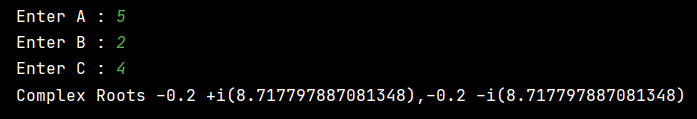 Enter A : 5
Enter B : 2
Enter C : 4
Complex Roots -0.2 +i(8.717797887081348),-0.2 -i(8.717797887081348)